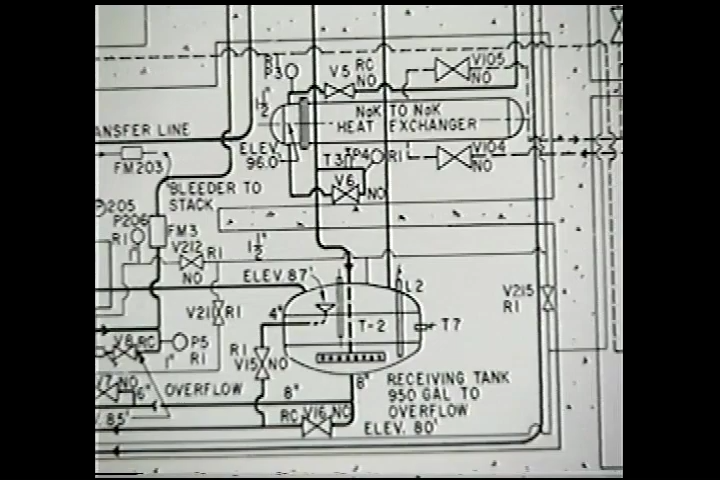 R1
P3
V5
RC
NO
V105
NO
1½"
NaK TO NaK
HEAT EXCHANGER
ANSFER LINE
FM203
ELEV.
96.0
T3
P4
R1
V104
NO
V6
NO
BLEEDER TO
STACK
205
P206
R1
1"
FM3
V212
R1
NO
1½"
ELEV. 87'
L2
V215
R1
V21
R1
4"
T-2
T7
V8
RC
P5
R1
1"
R1
V15
NO
V7
NO
6"
OVERFLOW
8"
8"
RECEIVING TANK
950 GAL TO
OVERFLOW
ELEV. 80'
RC
V16
NC
. 85'